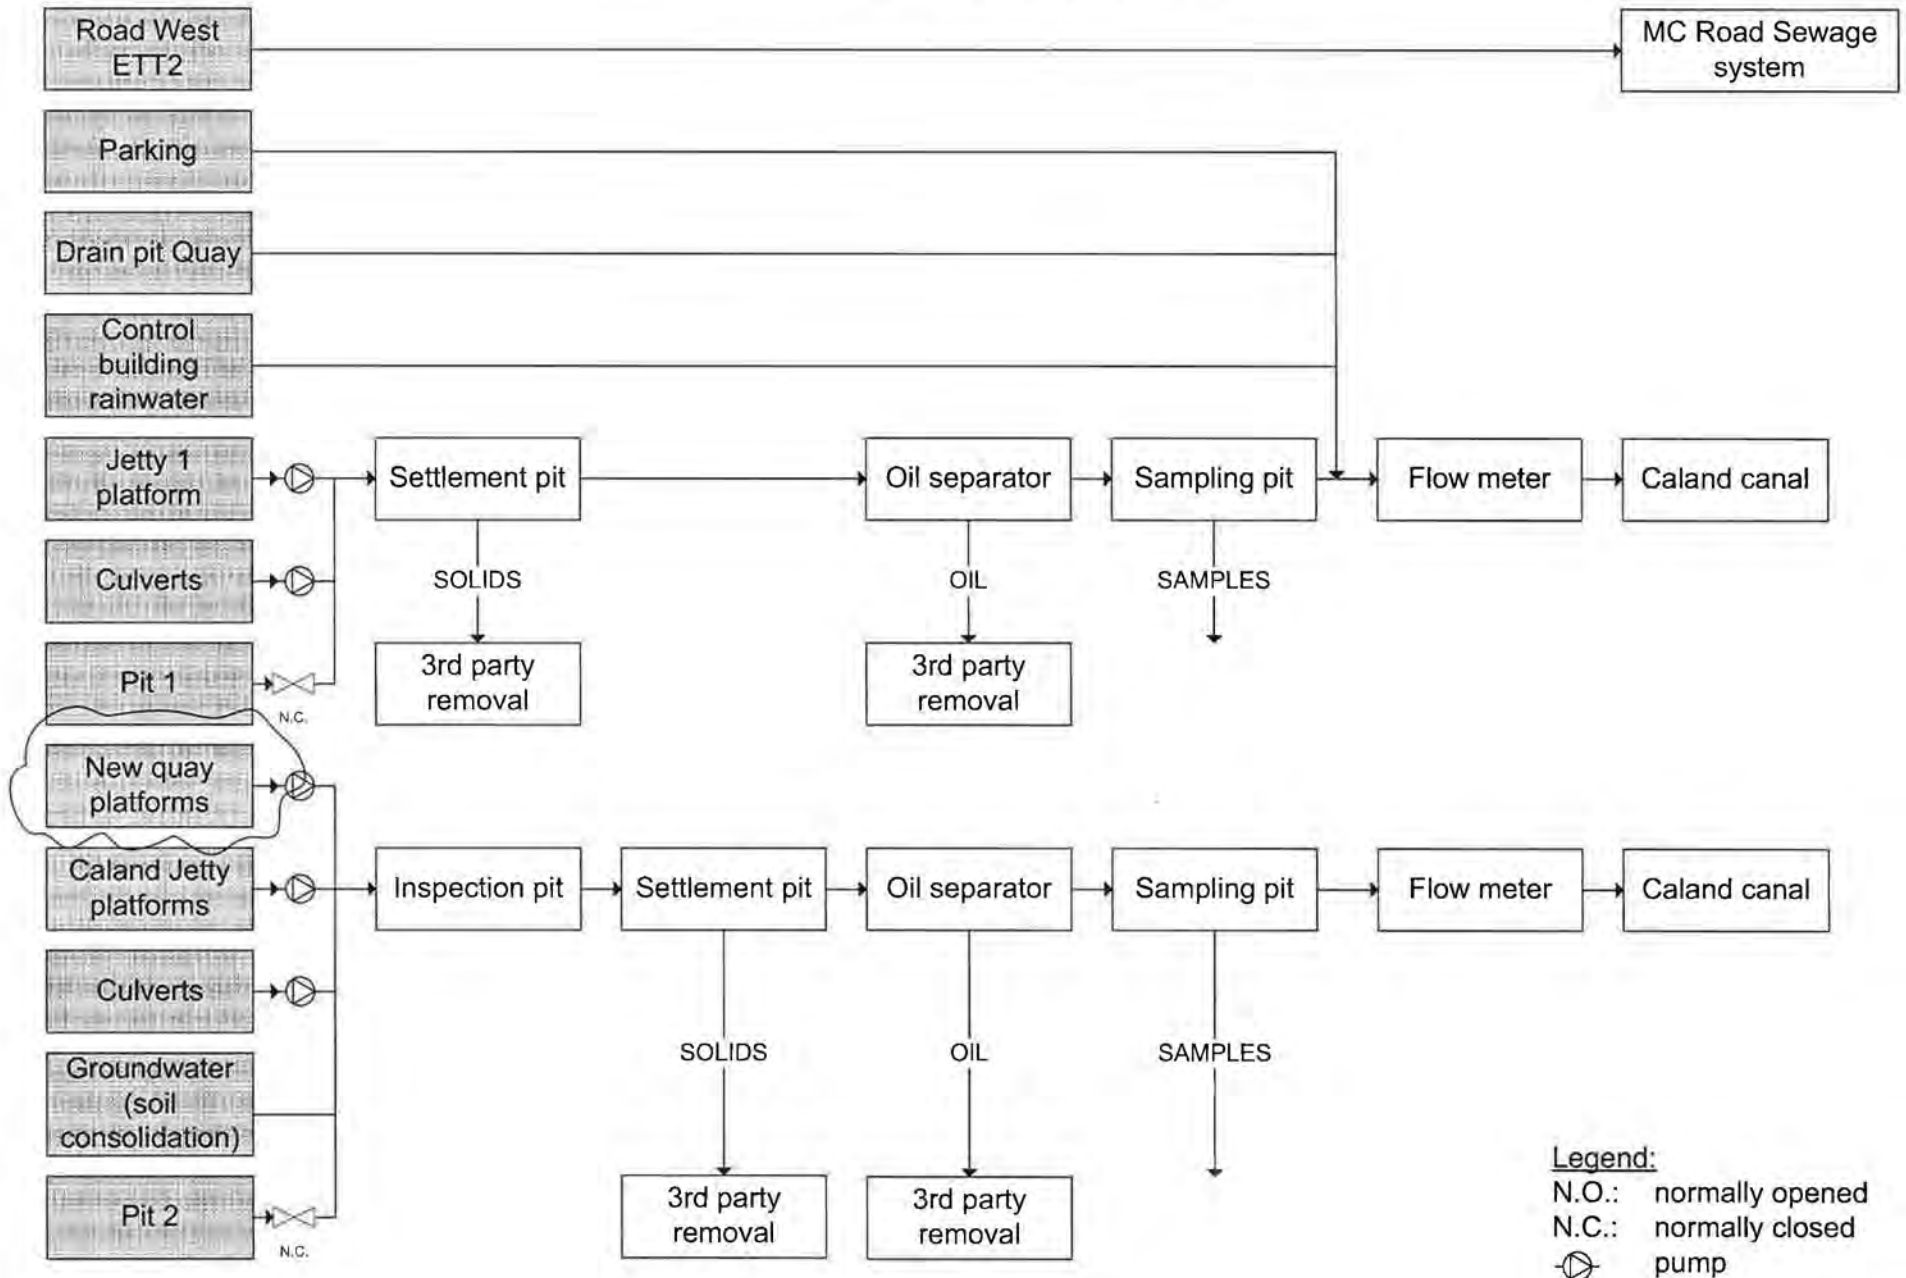 Road West
ETT2
MC Road Sewage
system
Parking
Drain pit Quay
Control
building
rainwater
Jetty 1
platform
Settlement pit
Oil separator
Sampling pit
Flow meter
Caland canal
Culverts
SOLIDS
OIL
SAMPLES
Pit 1
N.C.
3rd party
removal
3rd party
removal
New quay
platforms
Caland Jetty
platforms
Inspection pit
Settlement pit
Oil separator
Sampling pit
Flow meter
Caland canal
Culverts
Groundwater
(soil
consolidation)
SOLIDS
OIL
SAMPLES
Pit 2
N.C.
3rd party
removal
3rd party
removal
Legend:
N.O.: normally opened
N.C.: normally closed
pump